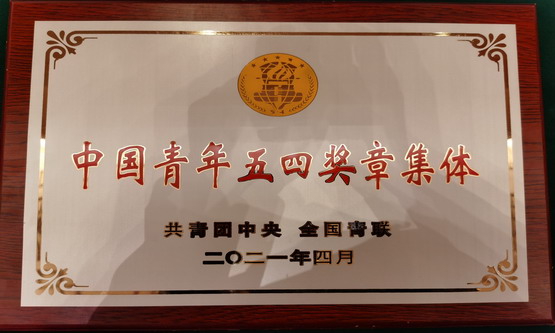 中国青年五四奖章集体
共青团中央 全国青联
二〇二一年四月